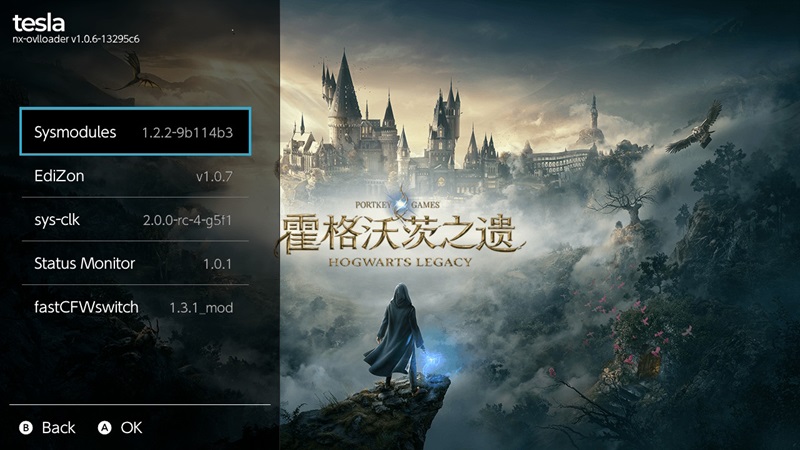 tesla
nx-ovlloader v1.0.6-13295c6
Sysmodules 1.2.2-9b114b3
EdiZon v1.0.7
sys-clk 2.0.0-rc-4-g5f1
Status Monitor 1.0.1
fastCFWswitch 1.3.1_mod
B Back A OK
PORTKEY GAMES
霍格沃茨之遗
HOGWARTS LEGACY